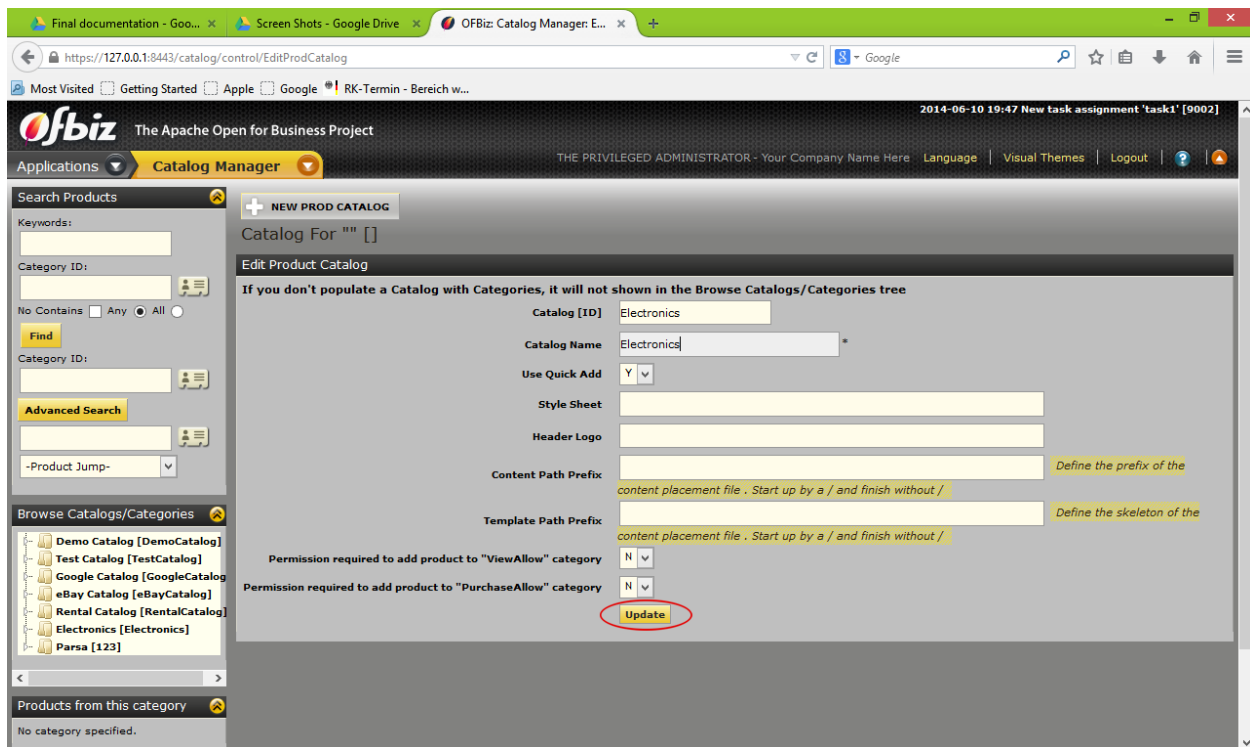 Final documentation - Goo... ×
Screen Shots - Google Drive ×
OFBiz: Catalog Manager: E... ×
https://127.0.0.1:8443/catalog/control/EditProdCatalog
Google
Most Visited Getting Started Apple Google RK-Termin - Bereich w...
Ofbiz The Apache Open for Business Project
2014-06-10 19:47 New task assignment 'task1' [9002]
Applications Catalog Manager
THE PRIVILEGED ADMINISTRATOR - Your Company Name Here Language | Visual Themes | Logout | ?
Search Products
Keywords:
Category ID:
No Contains Any All
Find
Category ID:
Advanced Search
-Product Jump-
Browse Catalogs/Categories
Demo Catalog [DemoCatalog]
Test Catalog [TestCatalog]
Google Catalog [GoogleCatalog
eBay Catalog [eBayCatalog]
Rental Catalog [RentalCatalog]
Electronics [Electronics]
Parsa [123]
Products from this category
No category specified.
NEW PROD CATALOG
Catalog For "" []
Edit Product Catalog
If you don't populate a Catalog with Categories, it will not shown in the Browse Catalogs/Categories tree
Catalog [ID] Electronics
Catalog Name Electronics *
Use Quick Add Y
Style Sheet
Header Logo
Content Path Prefix Define the prefix of the
content placement file . Start up by a / and finish without /
Template Path Prefix Define the skeleton of the
content placement file . Start up by a / and finish without /
Permission required to add product to "ViewAllow" category N
Permission required to add product to "PurchaseAllow" category N
Update